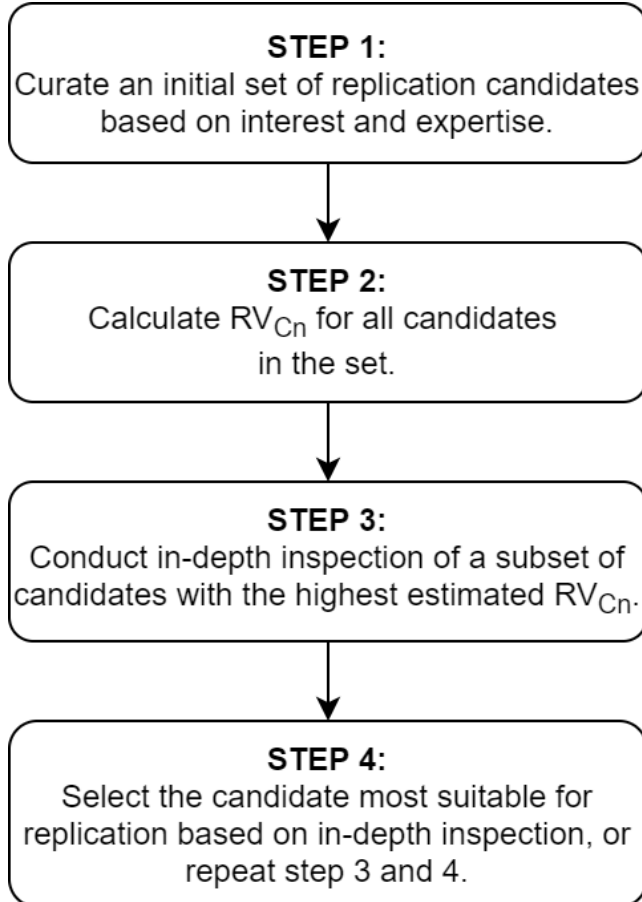 STEP 1:
Curate an initial set of replication candidates
based on interest and expertise.
STEP 2:
Calculate RV_Cn for all candidates
in the set.
STEP 3:
Conduct in-depth inspection of a subset of
candidates with the highest estimated RV_Cn.
STEP 4:
Select the candidate most suitable for
replication based on in-depth inspection, or
repeat step 3 and 4.